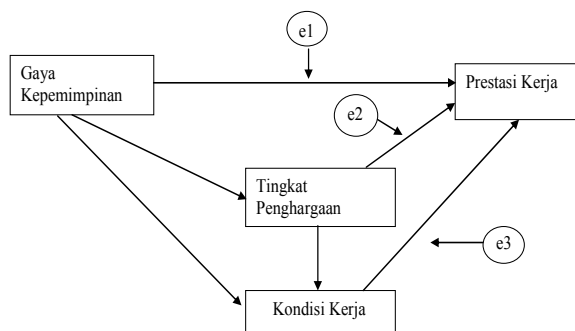 e1
Gaya
Kepemimpinan
Prestasi Kerja
e2
Tingkat
Penghargaan
e3
Kondisi Kerja